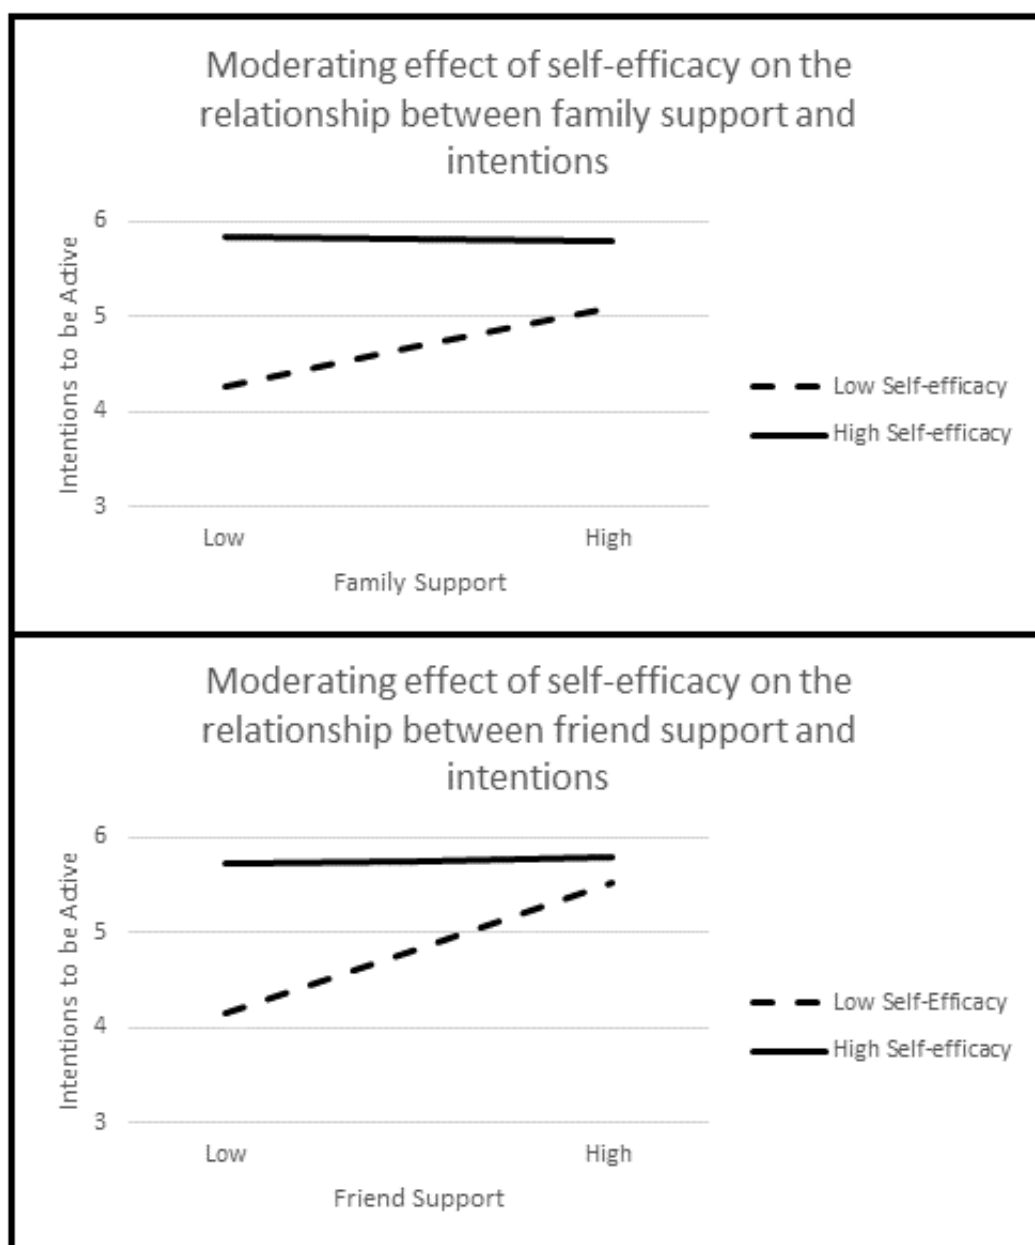 Moderating effect of self-efficacy on the
relationship between family support and
intentions
6
5
4
3
Intentions to be Active
Low
High
Family Support
Low Self-efficacy
High Self-efficacy
Moderating effect of self-efficacy on the
relationship between friend support and
intentions
6
5
4
3
Intentions to be Active
Low
High
Friend Support
Low Self-Efficacy
High Self-efficacy